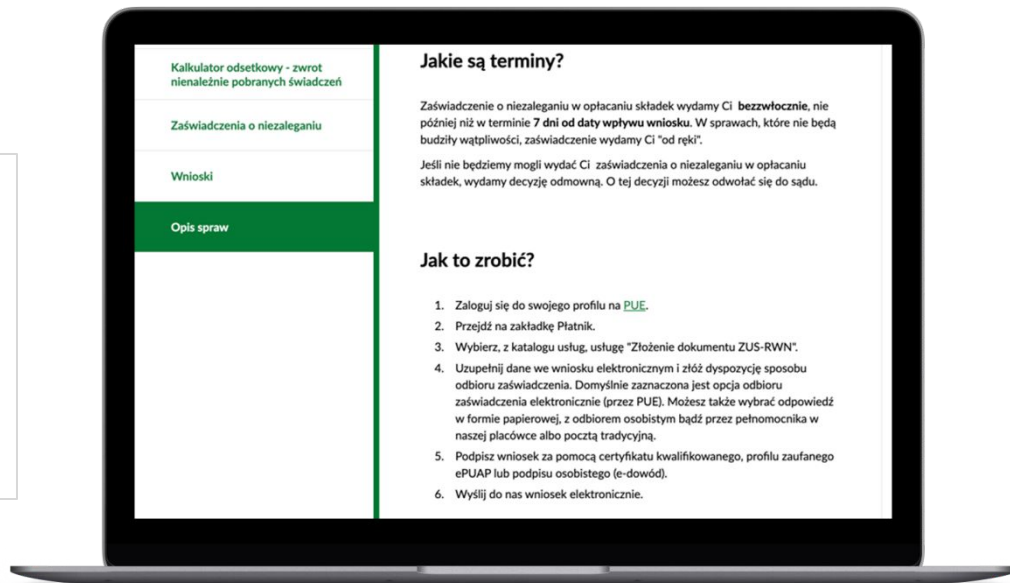 Kalkulator odsetkowy - zwrot
nienależnie pobranych świadczeń
Zaświadczenia o niezaleganiu
Wnioski
Opis spraw
Jakie są terminy?
Zaświadczenie o niezaleganiu w opłacaniu składek wydamy Ci bezzwłocznie, nie
później niż w terminie 7 dni od daty wpływu wniosku. W sprawach, które nie będą
budziły wątpliwości, zaświadczenie wydamy Ci "od ręki".
Jeśli nie będziemy mogli wydać Ci zaświadczenia o niezaleganiu w opłacaniu
składek, wydamy decyzję odmowną. O tej decyzji możesz odwołać się do sądu.
Jak to zrobić?
1. Zaloguj się do swojego profilu na PUE.
2. Przejdź na zakładkę Płatnik.
3. Wybierz, z katalogu usług, usługę "Złożenie dokumentu ZUS-RWN".
4. Uzupełnij dane we wniosku elektronicznym i złóż dyspozycję sposobu
odbioru zaświadczenia. Domyślnie zaznaczona jest opcja odbioru
zaświadczenia elektronicznie (przez PUE). Możesz także wybrać odpowiedź
w formie papierowej, z odbiorem osobistym bądź przez pełnomocnika w
naszej placówce albo pocztą tradycyjną.
5. Podpisz wniosek za pomocą certyfikatu kwalifikowanego, profilu zaufanego
ePUAP lub podpisu osobistego (e-dowód).
6. Wyślij do nas wniosek elektronicznie.